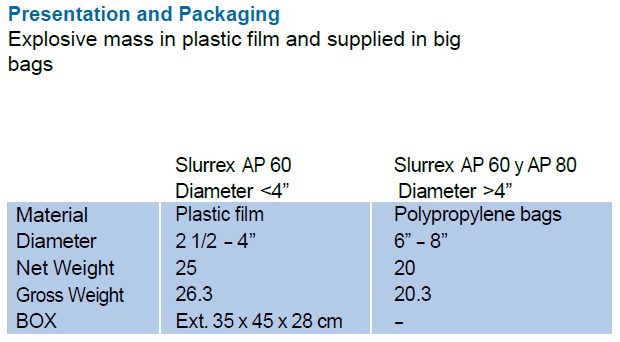 Presentation and Packaging
Explosive mass in plastic film and supplied in big
bags
Slurrex AP 60 Slurrex AP 60 y AP 80
Diameter <4” Diameter >4”
Material Plastic film Polypropylene bags
Diameter 2 1/2 – 4” 6” – 8”
Net Weight 25 20
Gross Weight 26.3 20.3
BOX Ext. 35 x 45 x 28 cm –